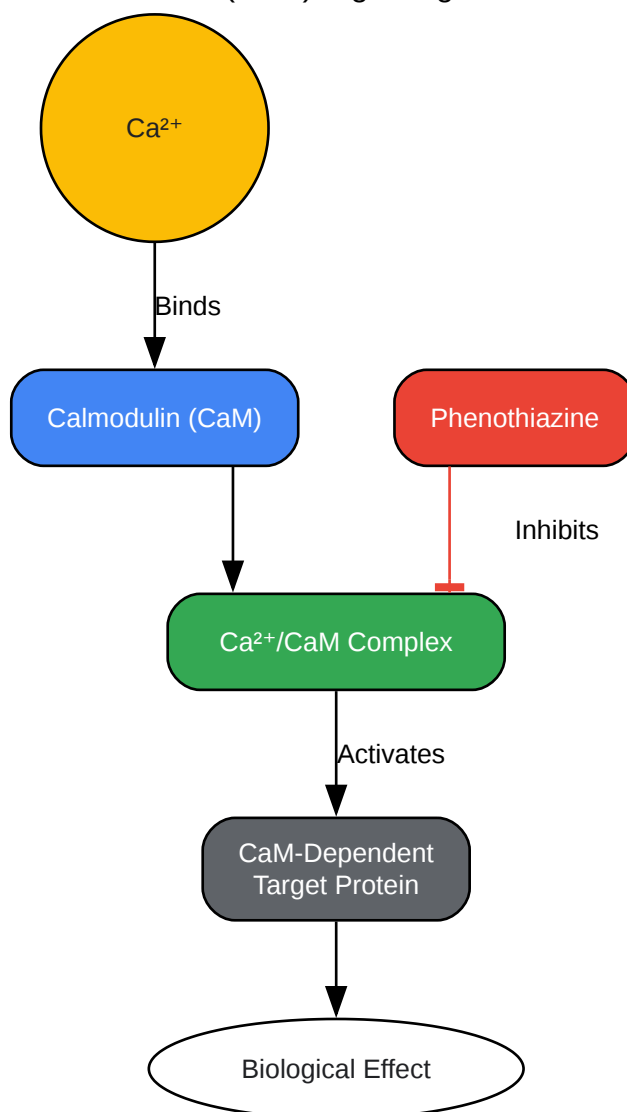 Ca²⁺
Binds
Calmodulin (CaM)
Phenothiazine
Inhibits
Ca²⁺/CaM Complex
Activates
CaM-Dependent
Target Protein
Biological Effect